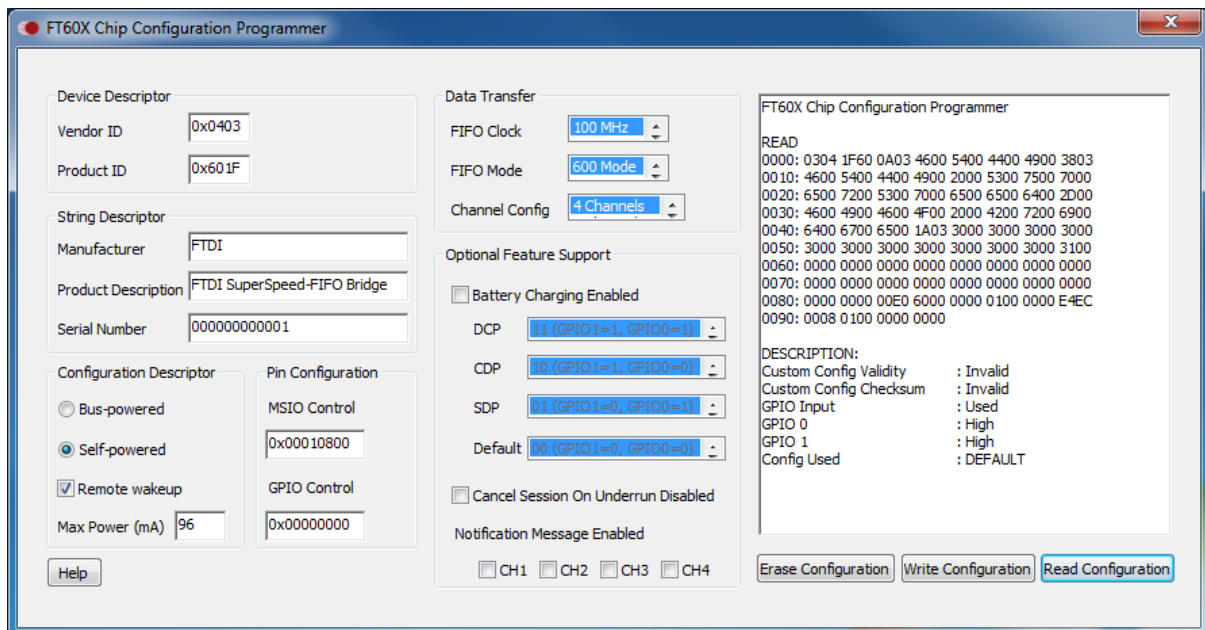 FT60X Chip Configuration Programmer
Device Descriptor
Vendor ID 0x0403
Product ID 0x601F
String Descriptor
Manufacturer FTDI
Product Description FTDI SuperSpeed-FIFO Bridge
Serial Number 000000000001
Configuration Descriptor
Bus-powered
Self-powered
Remote wakeup
Max Power (mA) 96
Pin Configuration
MSIO Control
0x00010800
GPIO Control
0x00000000
Help
Data Transfer
FIFO Clock 100 MHz
FIFO Mode 600 Mode
Channel Config 4 Channels
Optional Feature Support
Battery Charging Enabled
DCP 11 (GPIO1=1, GPIO0=1)
CDP 10 (GPIO1=1, GPIO0=0)
SDP 01 (GPIO1=0, GPIO0=1)
Default 00 (GPIO1=0, GPIO0=0)
Cancel Session On Underrun Disabled
Notification Message Enabled
CH1 CH2 CH3 CH4
FT60X Chip Configuration Programmer
READ
0000: 0304 1F60 0A03 4600 5400 4400 4900 3803
0010: 4600 5400 4400 4900 2000 5300 7500 7000
0020: 6500 7200 5300 7000 6500 6500 6400 2D00
0030: 4600 4900 4600 4F00 2000 4200 7200 6900
0040: 6400 6700 6500 1A03 3000 3000 3000 3000
0050: 3000 3000 3000 3000 3000 3000 3000 3100
0060: 0000 0000 0000 0000 0000 0000 0000 0000
0070: 0000 0000 0000 0000 0000 0000 0000 0000
0080: 0000 0000 00E0 6000 0000 0100 0000 E4EC
0090: 0008 0100 0000 0000
DESCRIPTION:
Custom Config Validity : Invalid
Custom Config Checksum : Invalid
GPIO Input : Used
GPIO 0 : High
GPIO 1 : High
Config Used : DEFAULT
Erase Configuration Write Configuration Read Configuration